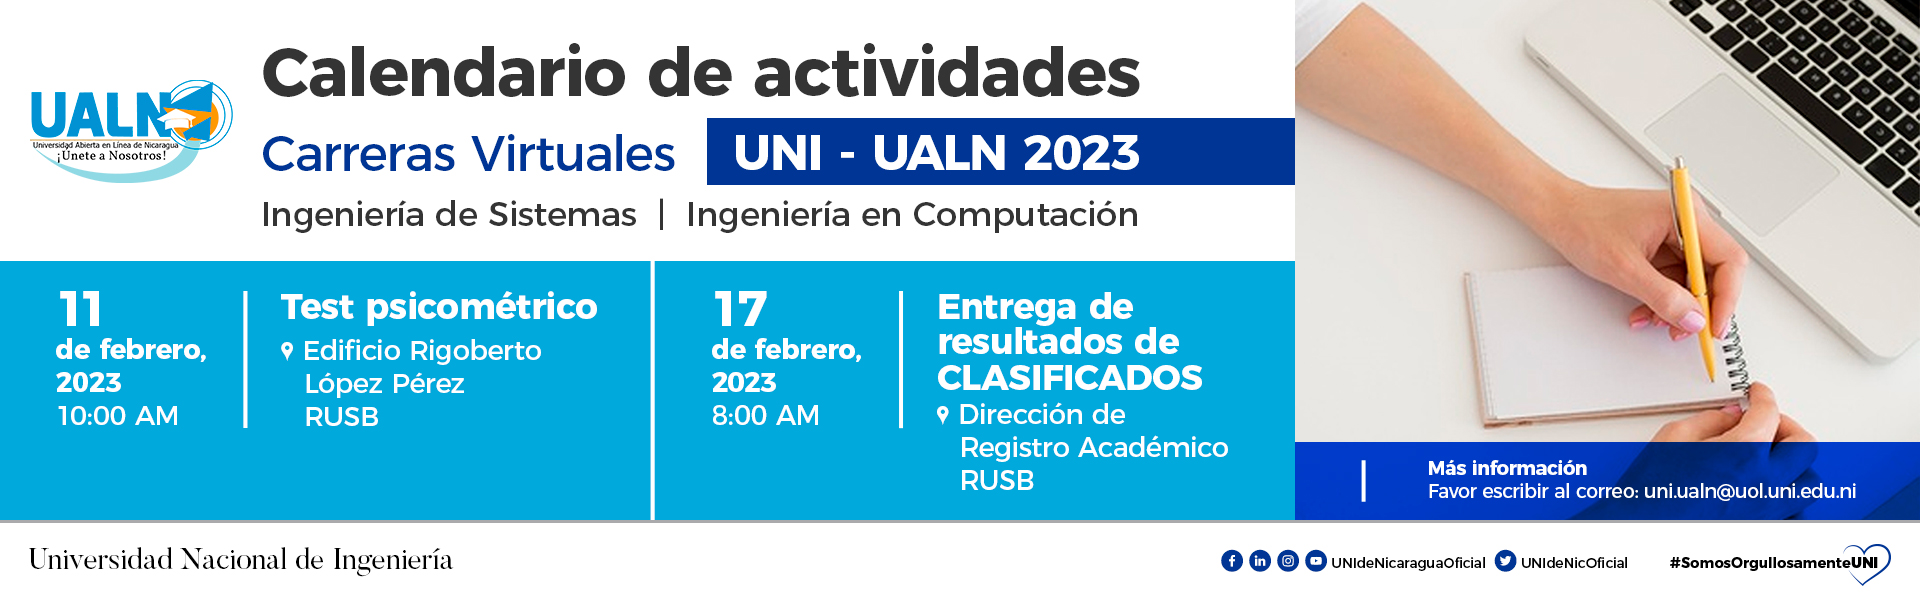 UALN
Universidad Abierta en Línea de Nicaragua
¡Unete a Nosotros!
Calendario de actividades
Carreras Virtuales UNI - UALN 2023
Ingeniería de Sistemas | Ingeniería en Computación
11
de febrero,
2023
10:00 AM
Test psicométrico
Edificio Rigoberto
López Pérez
RUSB
17
de febrero,
2023
8:00 AM
Entrega de
resultados de
CLASIFICADOS
Dirección de
Registro Académico
RUSB
Más información
Favor escribir al correo: uni.ualn@uol.uni.edu.ni
Universidad Nacional de Ingeniería
UNIdeNicaraguaOficial UNIdeNicOficial #SomosOrgullosamenteUNI